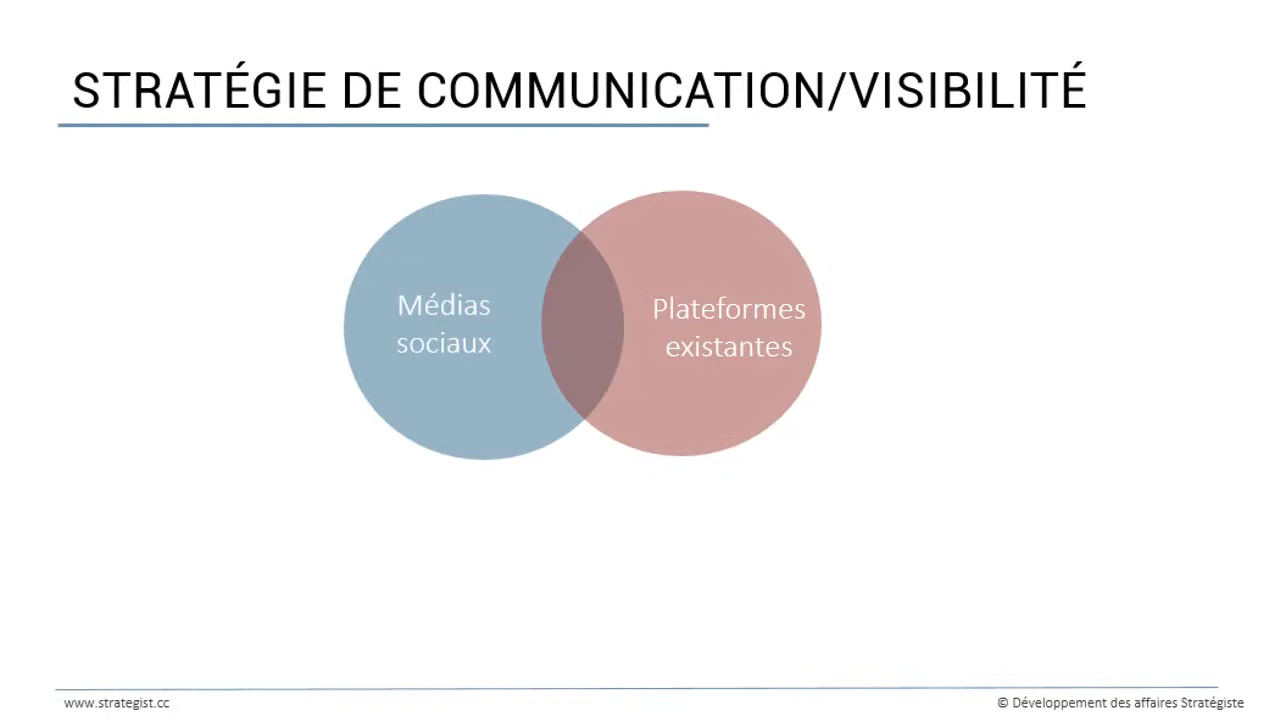 STRATÉGIE DE COMMUNICATION/VISIBILITÉ
Médias
sociaux
Plateformes
existantes
www.strategist.cc
© Développement des affaires Stratégiste